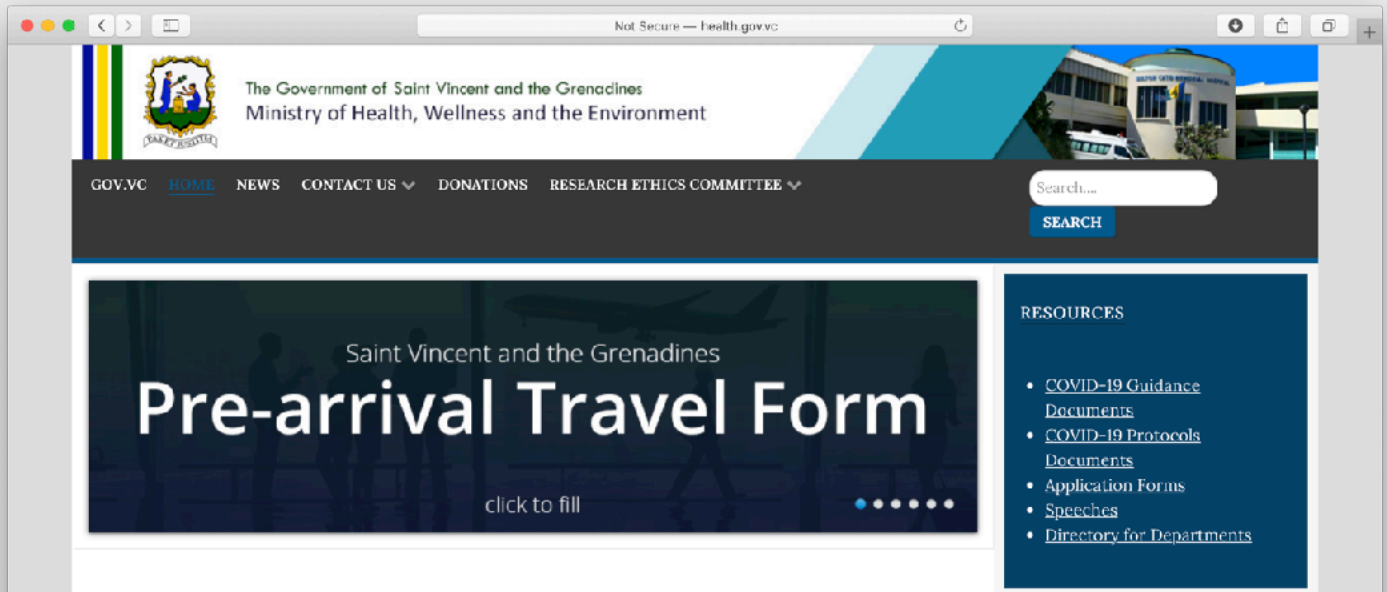 Not Secure — health.gov.vc
The Government of Saint Vincent and the Grenadines
Ministry of Health, Wellness and the Environment
PAX ET JUSTITIA
GOV.VC HOME NEWS CONTACT US DONATIONS RESEARCH ETHICS COMMITTEE
Search....
SEARCH
Saint Vincent and the Grenadines
Pre-arrival Travel Form
click to fill
RESOURCES
COVID-19 Guidance
Documents
COVID-19 Protocols
Documents
Application Forms
Speeches
Directory for Departments